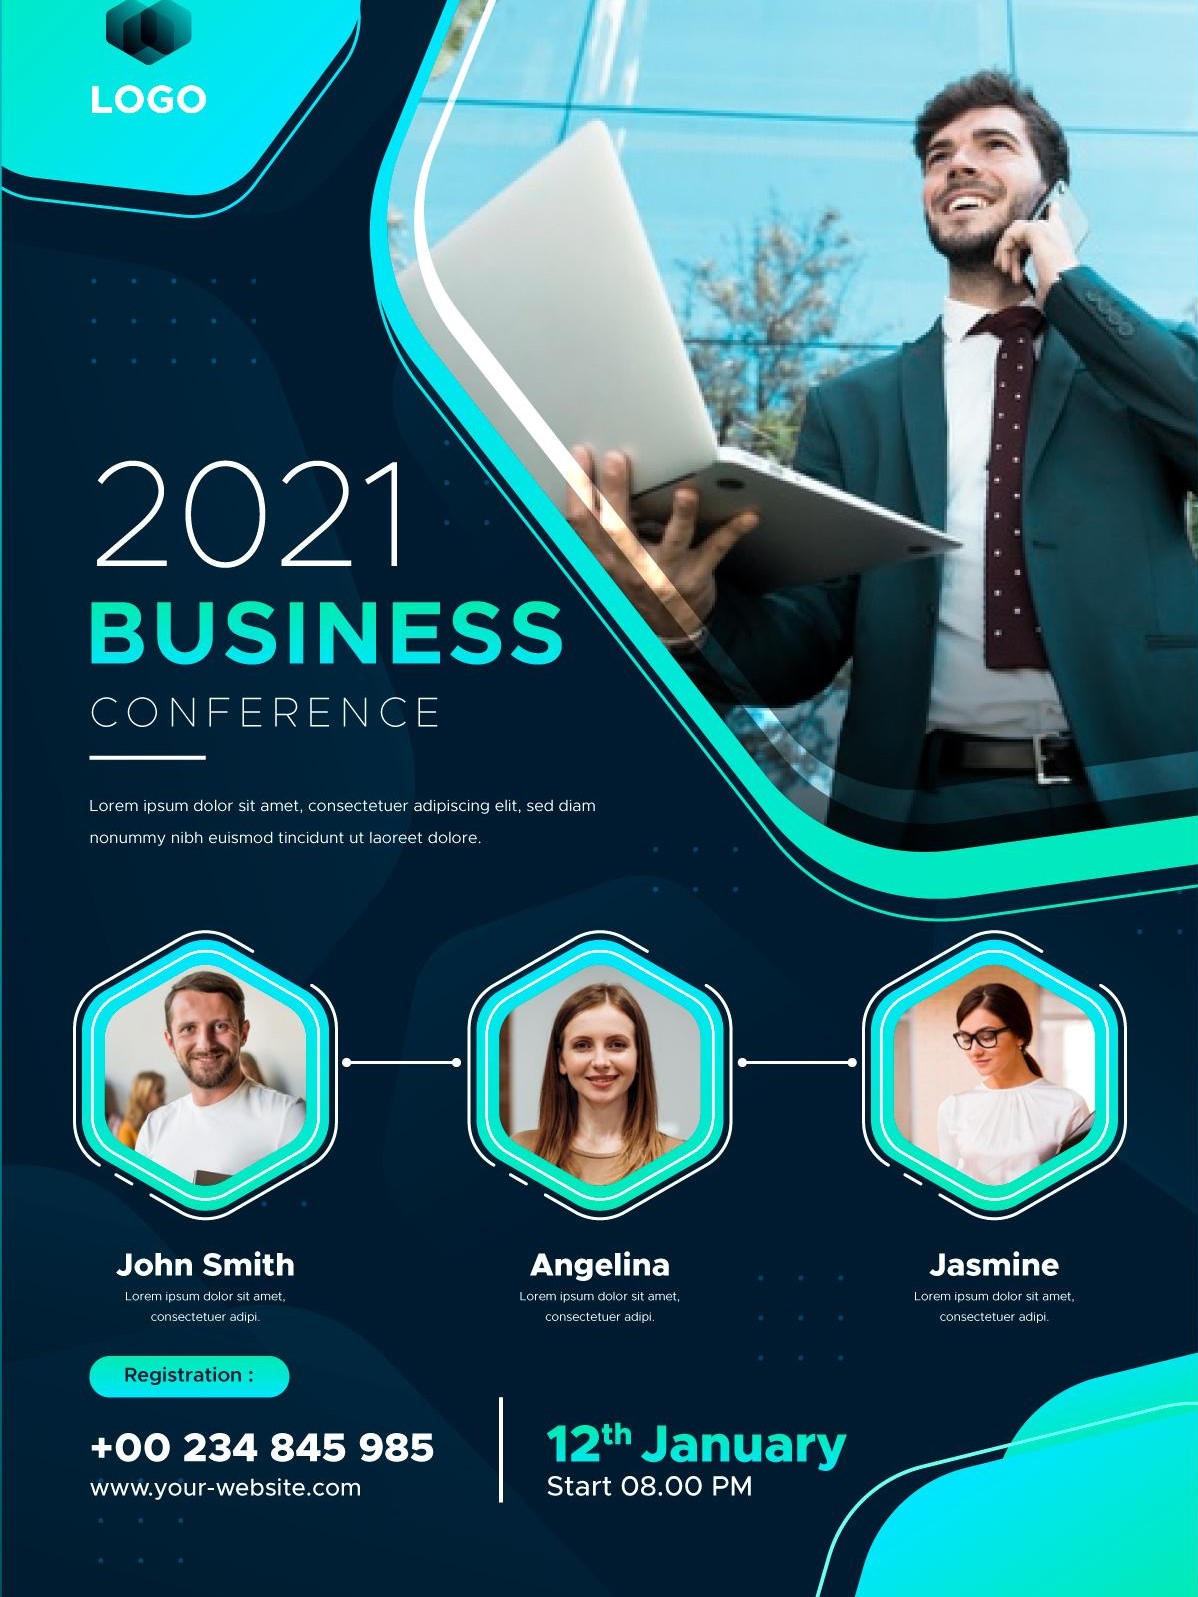 LOGO
2021
BUSINESS
CONFERENCE
Lorem ipsum dolor sit amet, consectetuer adipiscing elit, sed diam
nonummy nibh euismod tincidunt ut laoreet dolore.
John Smith
Lorem ipsum dolor sit amet,
consectetuer adipi.
Angelina
Lorem ipsum dolor sit amet,
consectetuer adipi.
Jasmine
Lorem ipsum dolor sit amet,
consectetuer adipi.
Registration :
+00 234 845 985
www.your-website.com
12th January
Start 08.00 PM